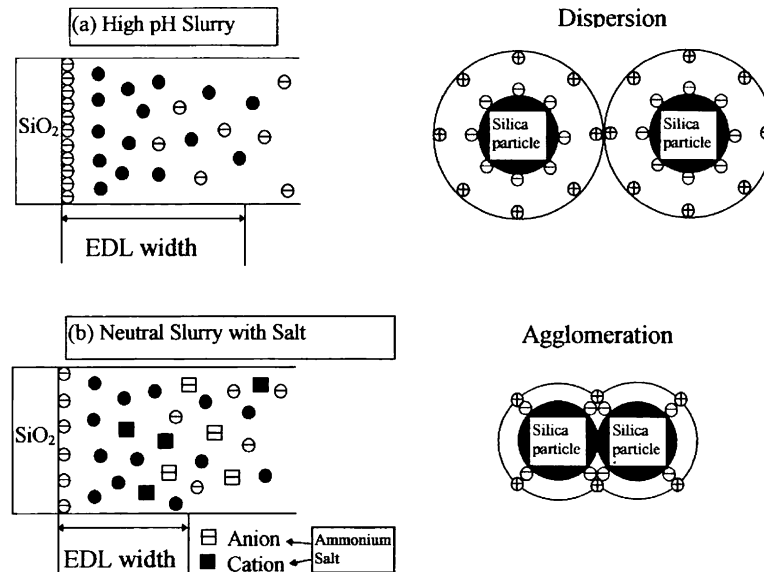 (a) High pH Slurry
Dispersion
SiO₂
Silica
particle
Silica
particle
EDL width
(b) Neutral Slurry with Salt
Agglomeration
SiO₂
Silica
particle
Silica
particle
EDL width
Anion
Cation
Ammonium
Salt